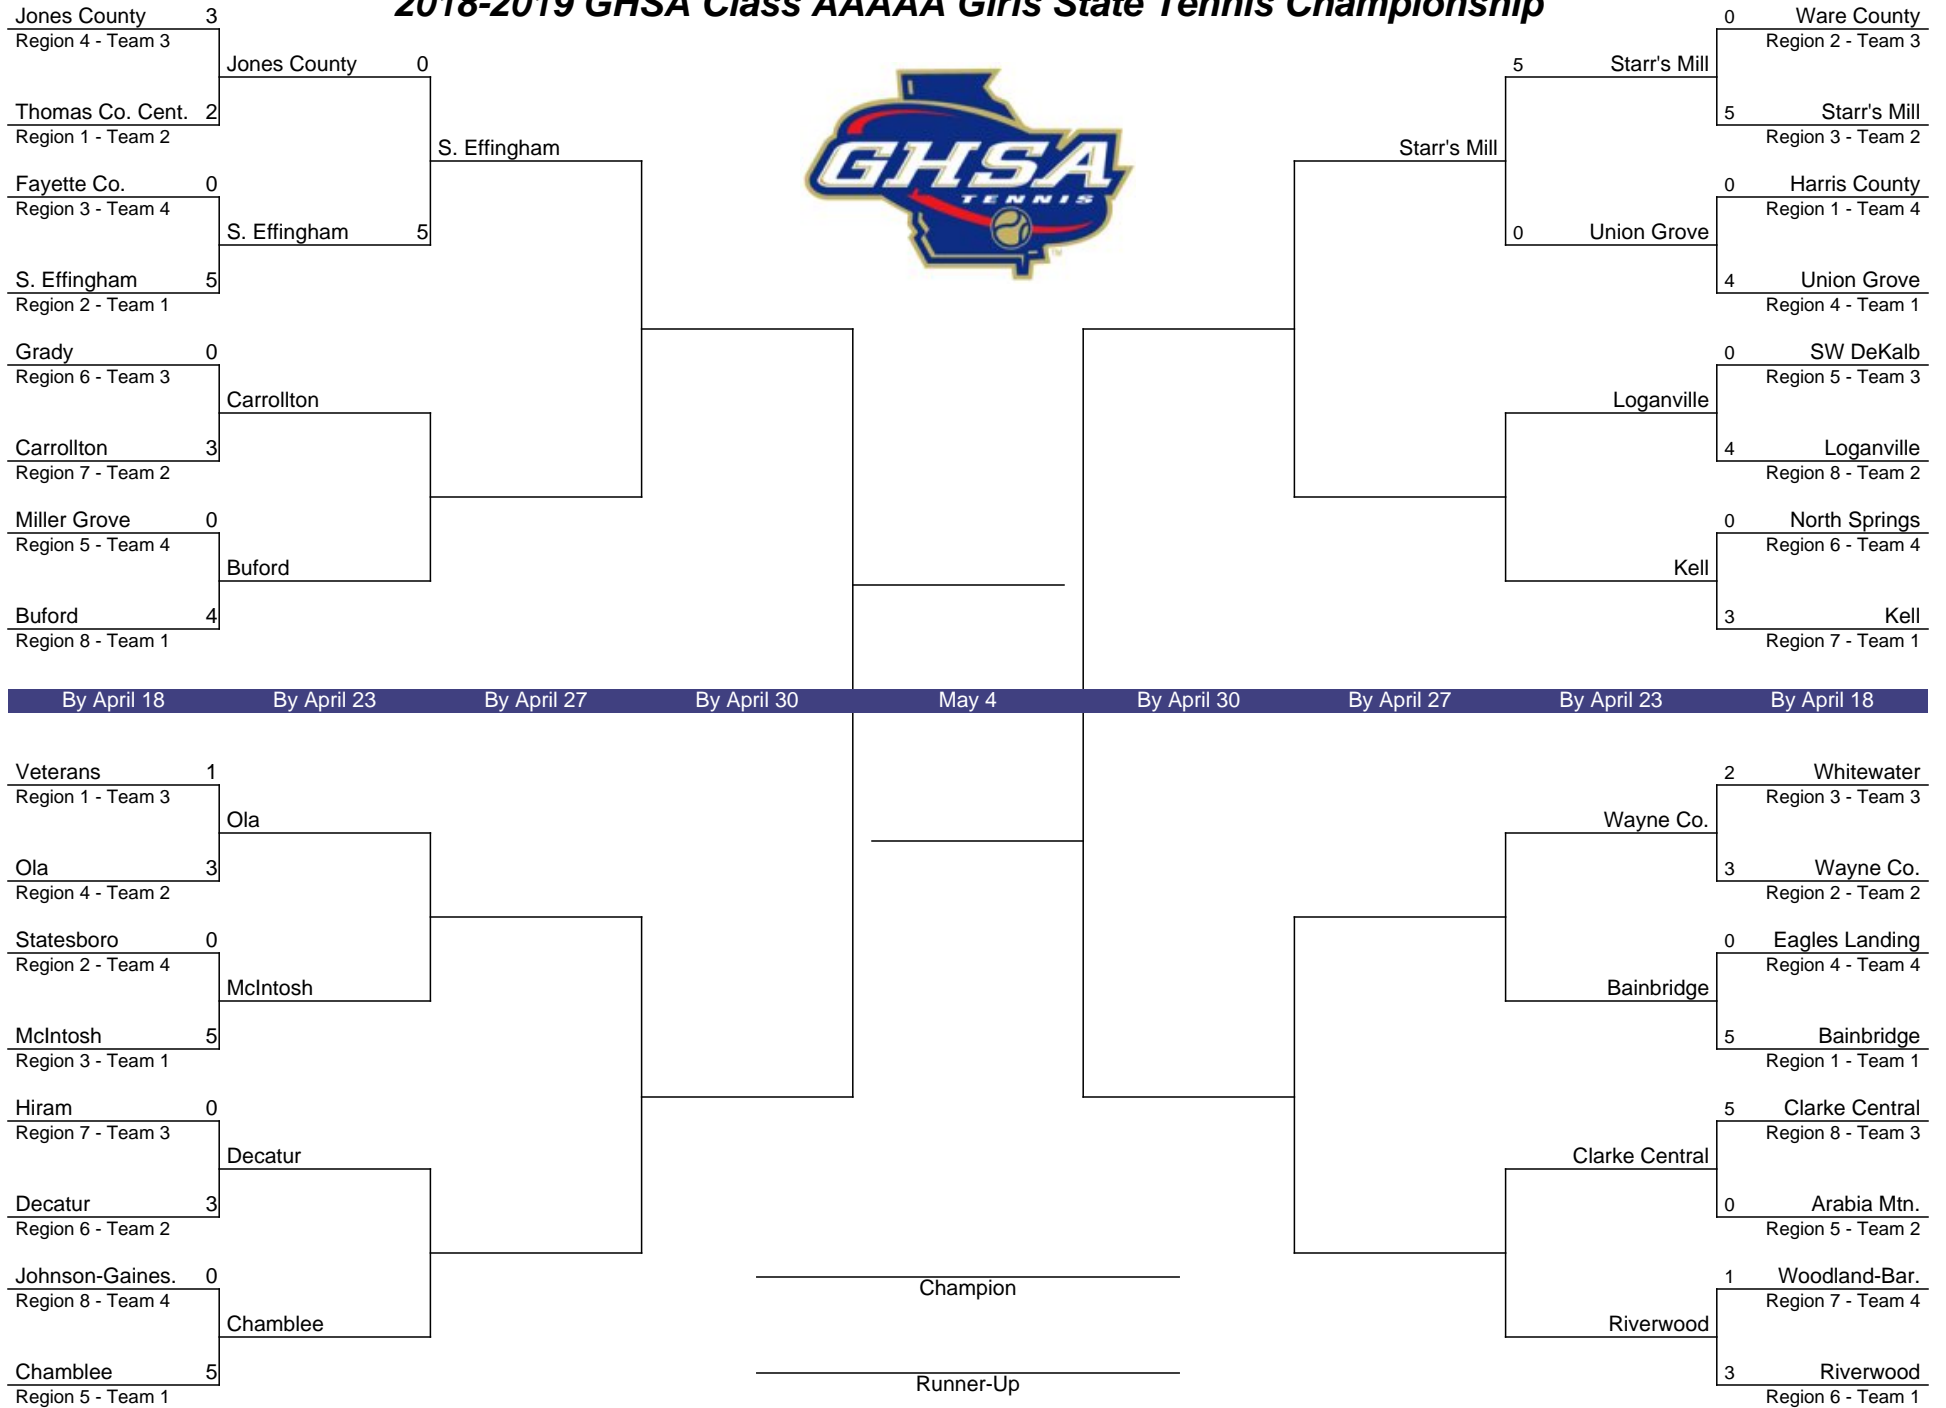 2018-2019 GHSA Class AAAAA Girls State Tennis Championship
GHSA
TENNIS
TM
Jones County 3
Region 4 - Team 3
Thomas Co. Cent. 2
Region 1 - Team 2
Fayette Co. 0
Region 3 - Team 4
S. Effingham 5
Region 2 - Team 1
Grady 0
Region 6 - Team 3
Carrollton 3
Region 7 - Team 2
Miller Grove 0
Region 5 - Team 4
Buford 4
Region 8 - Team 1
Jones County 0
S. Effingham 5
Carrollton
Buford
S. Effingham
Starr's Mill
5 Starr's Mill
0 Union Grove
Loganville
Kell
0 Ware County
Region 2 - Team 3
5 Starr's Mill
Region 3 - Team 2
0 Harris County
Region 1 - Team 4
4 Union Grove
Region 4 - Team 1
0 SW DeKalb
Region 5 - Team 3
4 Loganville
Region 8 - Team 2
0 North Springs
Region 6 - Team 4
3 Kell
Region 7 - Team 1
By April 18 By April 23 By April 27 By April 30 May 4 By April 30 By April 27 By April 23 By April 18
Veterans 1
Region 1 - Team 3
Ola 3
Region 4 - Team 2
Statesboro 0
Region 2 - Team 4
McIntosh 5
Region 3 - Team 1
Hiram 0
Region 7 - Team 3
Decatur 3
Region 6 - Team 2
Johnson-Gaines. 0
Region 8 - Team 4
Chamblee 5
Region 5 - Team 1
Ola
McIntosh
Decatur
Chamblee
Champion
Runner-Up
Wayne Co.
Bainbridge
Clarke Central
Riverwood
2 Whitewater
Region 3 - Team 3
3 Wayne Co.
Region 2 - Team 2
0 Eagles Landing
Region 4 - Team 4
5 Bainbridge
Region 1 - Team 1
5 Clarke Central
Region 8 - Team 3
0 Arabia Mtn.
Region 5 - Team 2
1 Woodland-Bar.
Region 7 - Team 4
3 Riverwood
Region 6 - Team 1